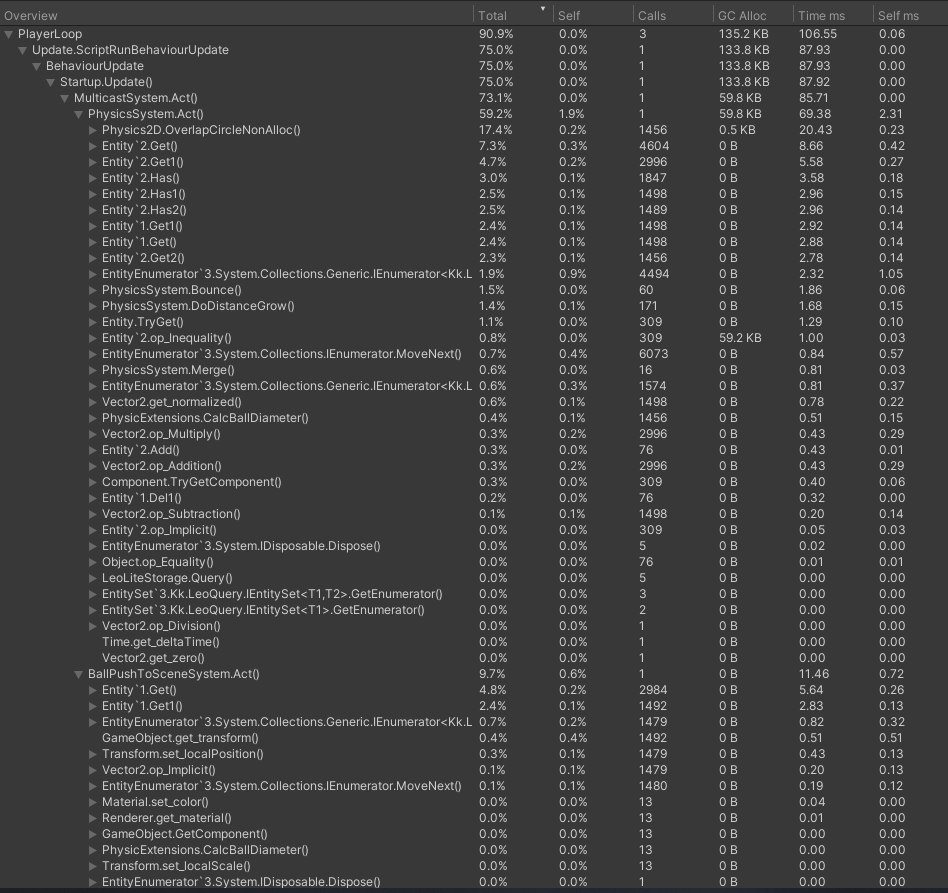 Overview Total Self Calls GC Alloc Time ms Self ms
PlayerLoop 90.9% 0.0% 3 135.2 KB 106.55 0.06
Update.ScriptRunBehaviourUpdate 75.0% 0.0% 1 133.8 KB 87.93 0.00
BehaviourUpdate 75.0% 0.0% 1 133.8 KB 87.93 0.00
Startup.Update() 75.0% 0.0% 1 133.8 KB 87.92 0.00
MulticastSystem.Act() 73.1% 0.0% 1 59.8 KB 85.71 0.00
PhysicsSystem.Act() 59.2% 1.9% 1 59.8 KB 69.38 2.31
Physics2D.OverlapCircleNonAlloc() 17.4% 0.2% 1456 0.5 KB 20.43 0.23
Entity`2.Get() 7.3% 0.3% 4604 0 B 8.66 0.42
Entity`2.Get1() 4.7% 0.2% 2996 0 B 5.58 0.27
Entity`2.Has() 3.0% 0.1% 1847 0 B 3.58 0.18
Entity`2.Has1() 2.5% 0.1% 1498 0 B 2.96 0.15
Entity`2.Has2() 2.5% 0.1% 1489 0 B 2.96 0.14
Entity`1.Get1() 2.4% 0.1% 1498 0 B 2.92 0.14
Entity`1.Get() 2.4% 0.1% 1498 0 B 2.88 0.14
Entity`2.Get2() 2.3% 0.1% 1456 0 B 2.78 0.14
EntityEnumerator`3.System.Collections.Generic.IEnumerator<Kk.L 1.9% 0.9% 4494 0 B 2.32 1.05
PhysicsSystem.Bounce() 1.5% 0.0% 60 0 B 1.86 0.06
PhysicsSystem.DoDistanceGrow() 1.4% 0.1% 171 0 B 1.68 0.15
Entity.TryGet() 1.1% 0.0% 309 0 B 1.29 0.10
Entity`2.op_Inequality() 0.8% 0.0% 309 59.2 KB 1.00 0.03
EntityEnumerator`3.System.Collections.IEnumerator.MoveNext() 0.7% 0.4% 6073 0 B 0.84 0.57
PhysicsSystem.Merge() 0.6% 0.0% 16 0 B 0.81 0.03
EntityEnumerator`3.System.Collections.Generic.IEnumerator<Kk.L 0.6% 0.3% 1574 0 B 0.81 0.37
Vector2.get_normalized() 0.6% 0.1% 1498 0 B 0.78 0.22
PhysicExtensions.CalcBallDiameter() 0.4% 0.1% 1456 0 B 0.51 0.15
Vector2.op_Multiply() 0.3% 0.2% 2996 0 B 0.43 0.29
Entity`2.Add() 0.3% 0.0% 76 0 B 0.43 0.01
Vector2.op_Addition() 0.3% 0.2% 2996 0 B 0.43 0.29
Component.TryGetComponent() 0.3% 0.0% 309 0 B 0.40 0.06
Entity`1.Del1() 0.2% 0.0% 76 0 B 0.32 0.00
Vector2.op_Subtraction() 0.1% 0.1% 1498 0 B 0.20 0.14
Entity`2.op_Implicit() 0.0% 0.0% 309 0 B 0.05 0.03
EntityEnumerator`3.System.IDisposable.Dispose() 0.0% 0.0% 5 0 B 0.02 0.00
Object.op_Equality() 0.0% 0.0% 76 0 B 0.01 0.01
LeoLiteStorage.Query() 0.0% 0.0% 5 0 B 0.00 0.00
EntitySet`3.Kk.LeoQuery.IEntitySet<T1,T2>.GetEnumerator() 0.0% 0.0% 3 0 B 0.00 0.00
EntitySet`3.Kk.LeoQuery.IEntitySet<T1>.GetEnumerator() 0.0% 0.0% 2 0 B 0.00 0.00
Vector2.op_Division() 0.0% 0.0% 1 0 B 0.00 0.00
Time.get_deltaTime() 0.0% 0.0% 1 0 B 0.00 0.00
Vector2.get_zero() 0.0% 0.0% 1 0 B 0.00 0.00
BallPushToSceneSystem.Act() 9.7% 0.6% 1 0 B 11.46 0.72
Entity`1.Get() 4.8% 0.2% 2984 0 B 5.64 0.26
Entity`1.Get1() 2.4% 0.1% 1492 0 B 2.83 0.13
EntityEnumerator`3.System.Collections.Generic.IEnumerator<Kk.L 0.7% 0.2% 1479 0 B 0.82 0.32
GameObject.get_transform() 0.4% 0.4% 1492 0 B 0.51 0.51
Transform.set_localPosition() 0.3% 0.1% 1479 0 B 0.43 0.13
Vector2.op_Implicit() 0.1% 0.1% 1479 0 B 0.20 0.13
EntityEnumerator`3.System.Collections.IEnumerator.MoveNext() 0.1% 0.1% 1480 0 B 0.19 0.12
Material.set_color() 0.0% 0.0% 13 0 B 0.04 0.00
Renderer.get_material() 0.0% 0.0% 13 0 B 0.01 0.00
GameObject.GetComponent() 0.0% 0.0% 13 0 B 0.00 0.00
PhysicExtensions.CalcBallDiameter() 0.0% 0.0% 13 0 B 0.00 0.00
Transform.set_localScale() 0.0% 0.0% 13 0 B 0.00 0.00
EntityEnumerator`3.System.IDisposable.Dispose() 0.0% 0.0% 1 0 B 0.00 0.00